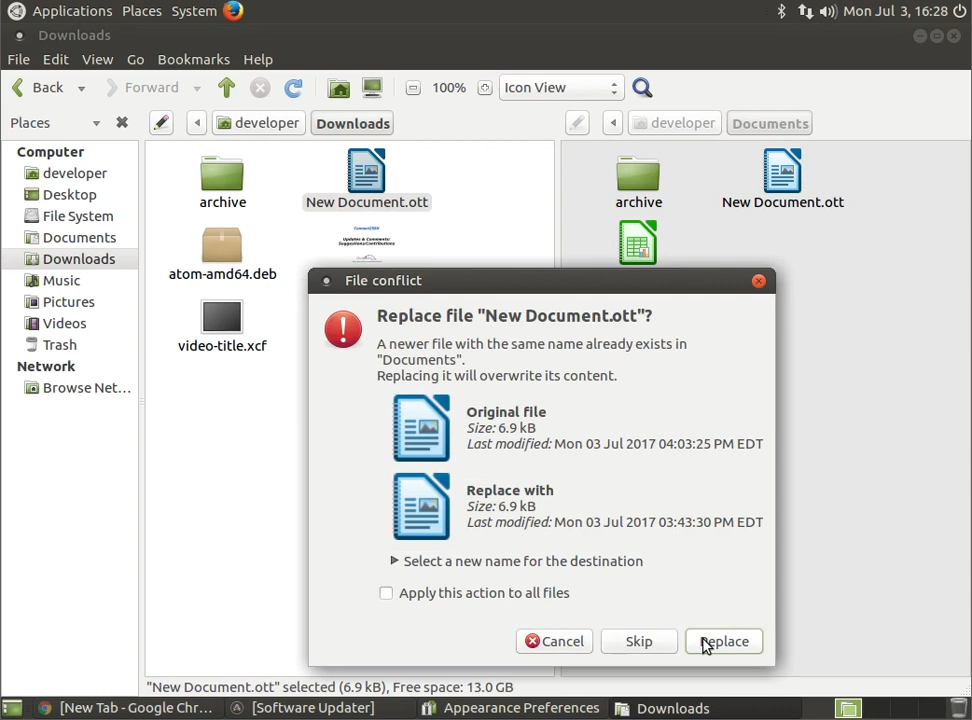 Applications Places System Mon Jul 3, 16:28
Downloads
File Edit View Go Bookmarks Help
Back Forward 100% Icon View
Places developer Downloads developer Documents
Computer
developer
Desktop
File System
Documents
Downloads
Music
Pictures
Videos
Trash
Network
Browse Net...
archive New Document.ott
atom-amd64.deb
Updates & Comments:
video-title.xcf
archive New Document.ott
File conflict
Replace file "New Document.ott"?
A newer file with the same name already exists in
"Documents".
Replacing it will overwrite its content.
Original file
Size: 6.9 kB
Last modified: Mon 03 Jul 2017 04:03:25 PM EDT
Replace with
Size: 6.9 kB
Last modified: Mon 03 Jul 2017 03:43:30 PM EDT
Select a new name for the destination
Apply this action to all files
Cancel Skip Replace
"New Document.ott" selected (6.9 kB), Free space: 13.0 GB
[New Tab - Google Chr... [Software Updater] Appearance Preferences Downloads